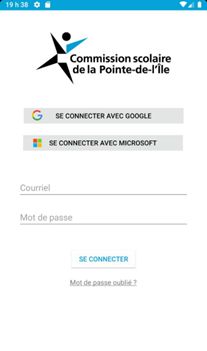 19 h 38
Commission scolaire
de la Pointe-de-l'Île
SE CONNECTER AVEC GOOGLE
SE CONNECTER AVEC MICROSOFT
Courriel
Mot de passe
SE CONNECTER
Mot de passe oublié ?